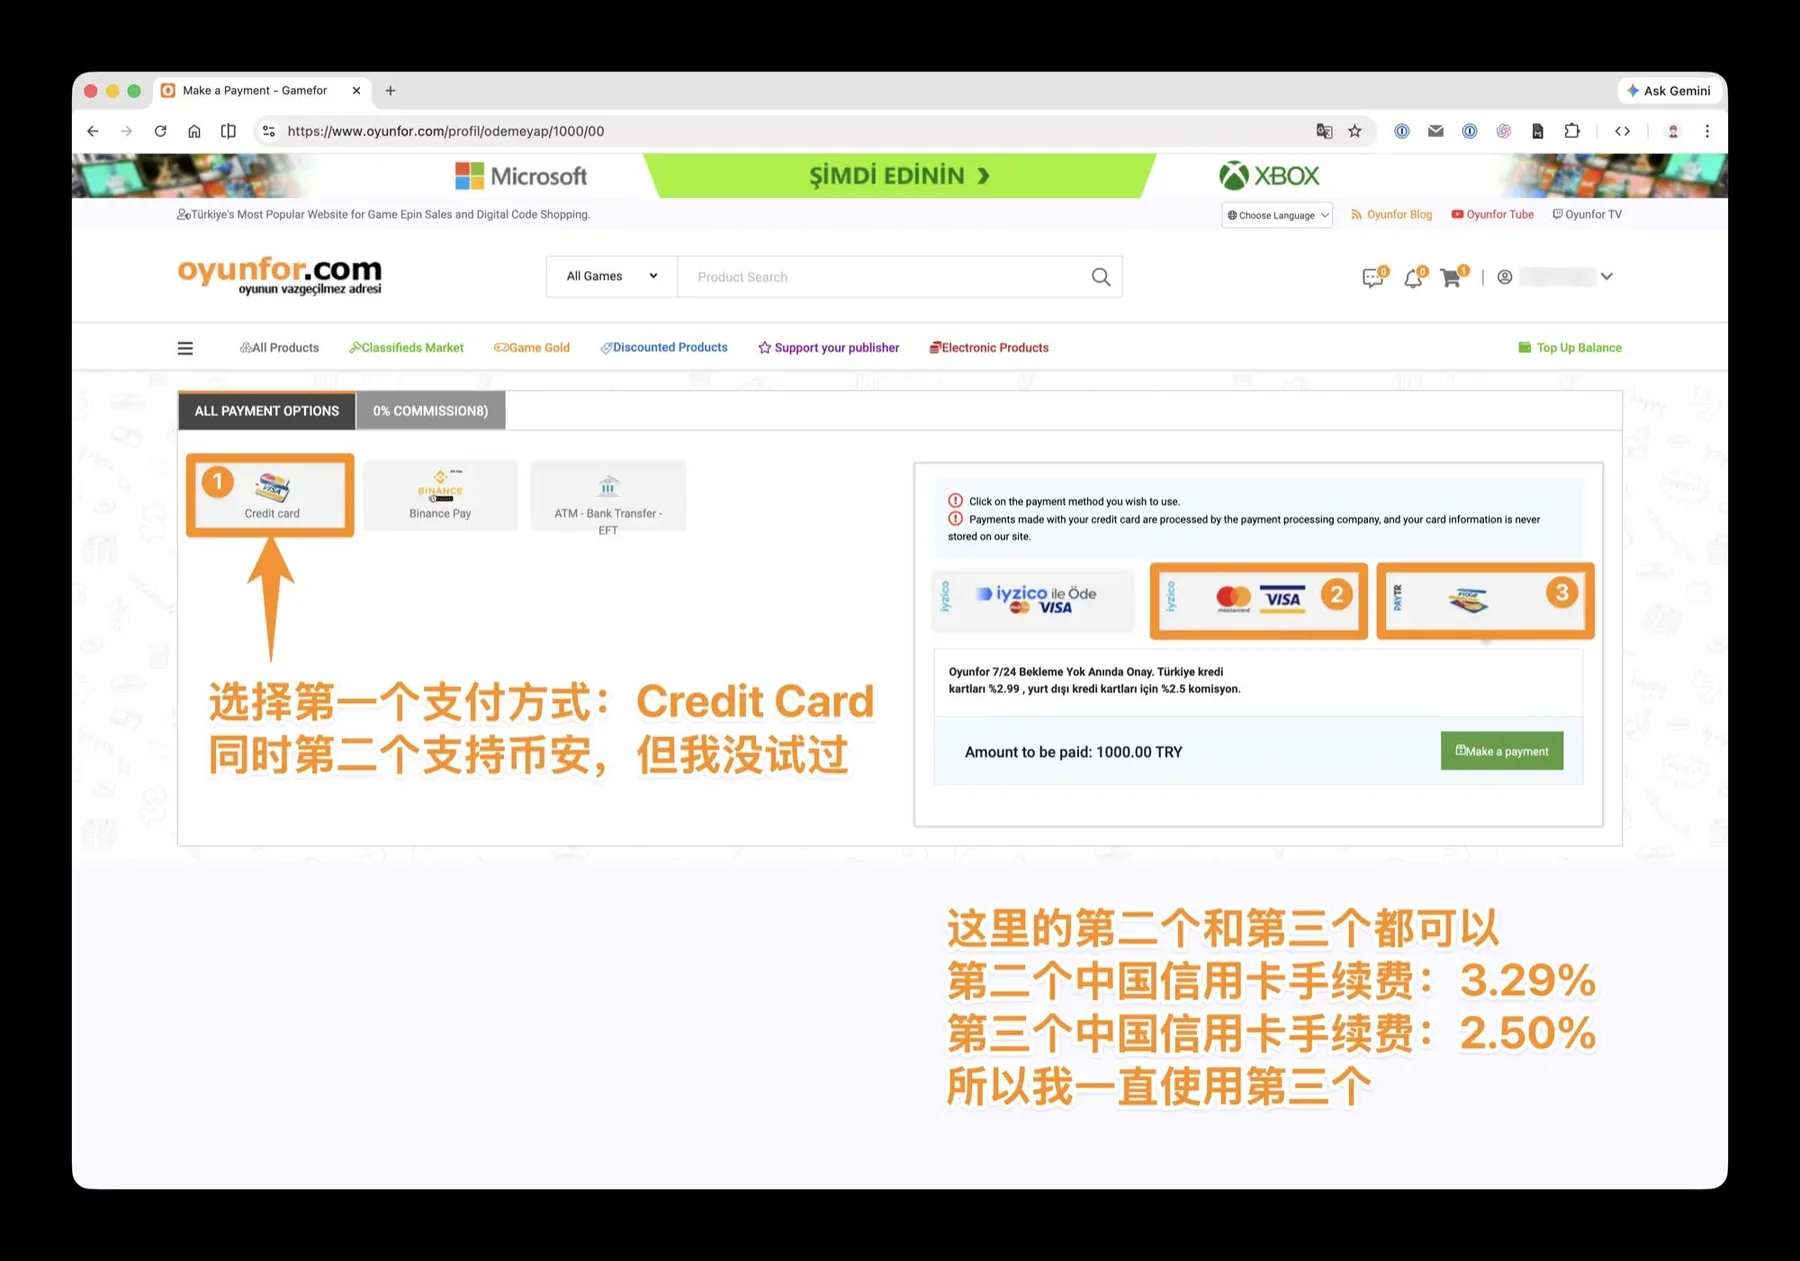 Make a Payment - Gamefor
Ask Gemini
https://www.oyunfor.com/profil/odemeyap/1000/00
Microsoft
ŞİMDİ EDİNİN ❯
XBOX
Türkiye's Most Popular Website for Game Epin Sales and Digital Code Shopping.
Choose Language
Oyunfor Blog
Oyunfor Tube
Oyunfor TV
oyunfor.com
oyunun vazgeçilmez adresi
All Games
Product Search
0
0
1
All Products
Classifieds Market
Game Gold
Discounted Products
Support your publisher
Electronic Products
Top Up Balance
ALL PAYMENT OPTIONS
0% COMMISSION8)
1
VISA
Credit card
BINANCE
Binance Pay
ATM - Bank Transfer -
EFT
Click on the payment method you wish to use.
Payments made with your credit card are processed by the payment processing company, and your card information is never
stored on our site.
iyzico
iyzico ile Öde
VISA
iyzico
mastercard
VISA
2
PAYTR
3
Oyunfor 7/24 Bekleme Yok Anında Onay. Türkiye kredi
kartları %2.99 , yurt dışı kredi kartları için %2.5 komisyon.
Amount to be paid: 1000.00 TRY
Make a payment
选择第一个支付方式：Credit Card
同时第二个支持币安，但我没试过
这里的第二个和第三个都可以
第二个中国信用卡手续费：3.29%
第三个中国信用卡手续费：2.50%
所以我一直使用第三个